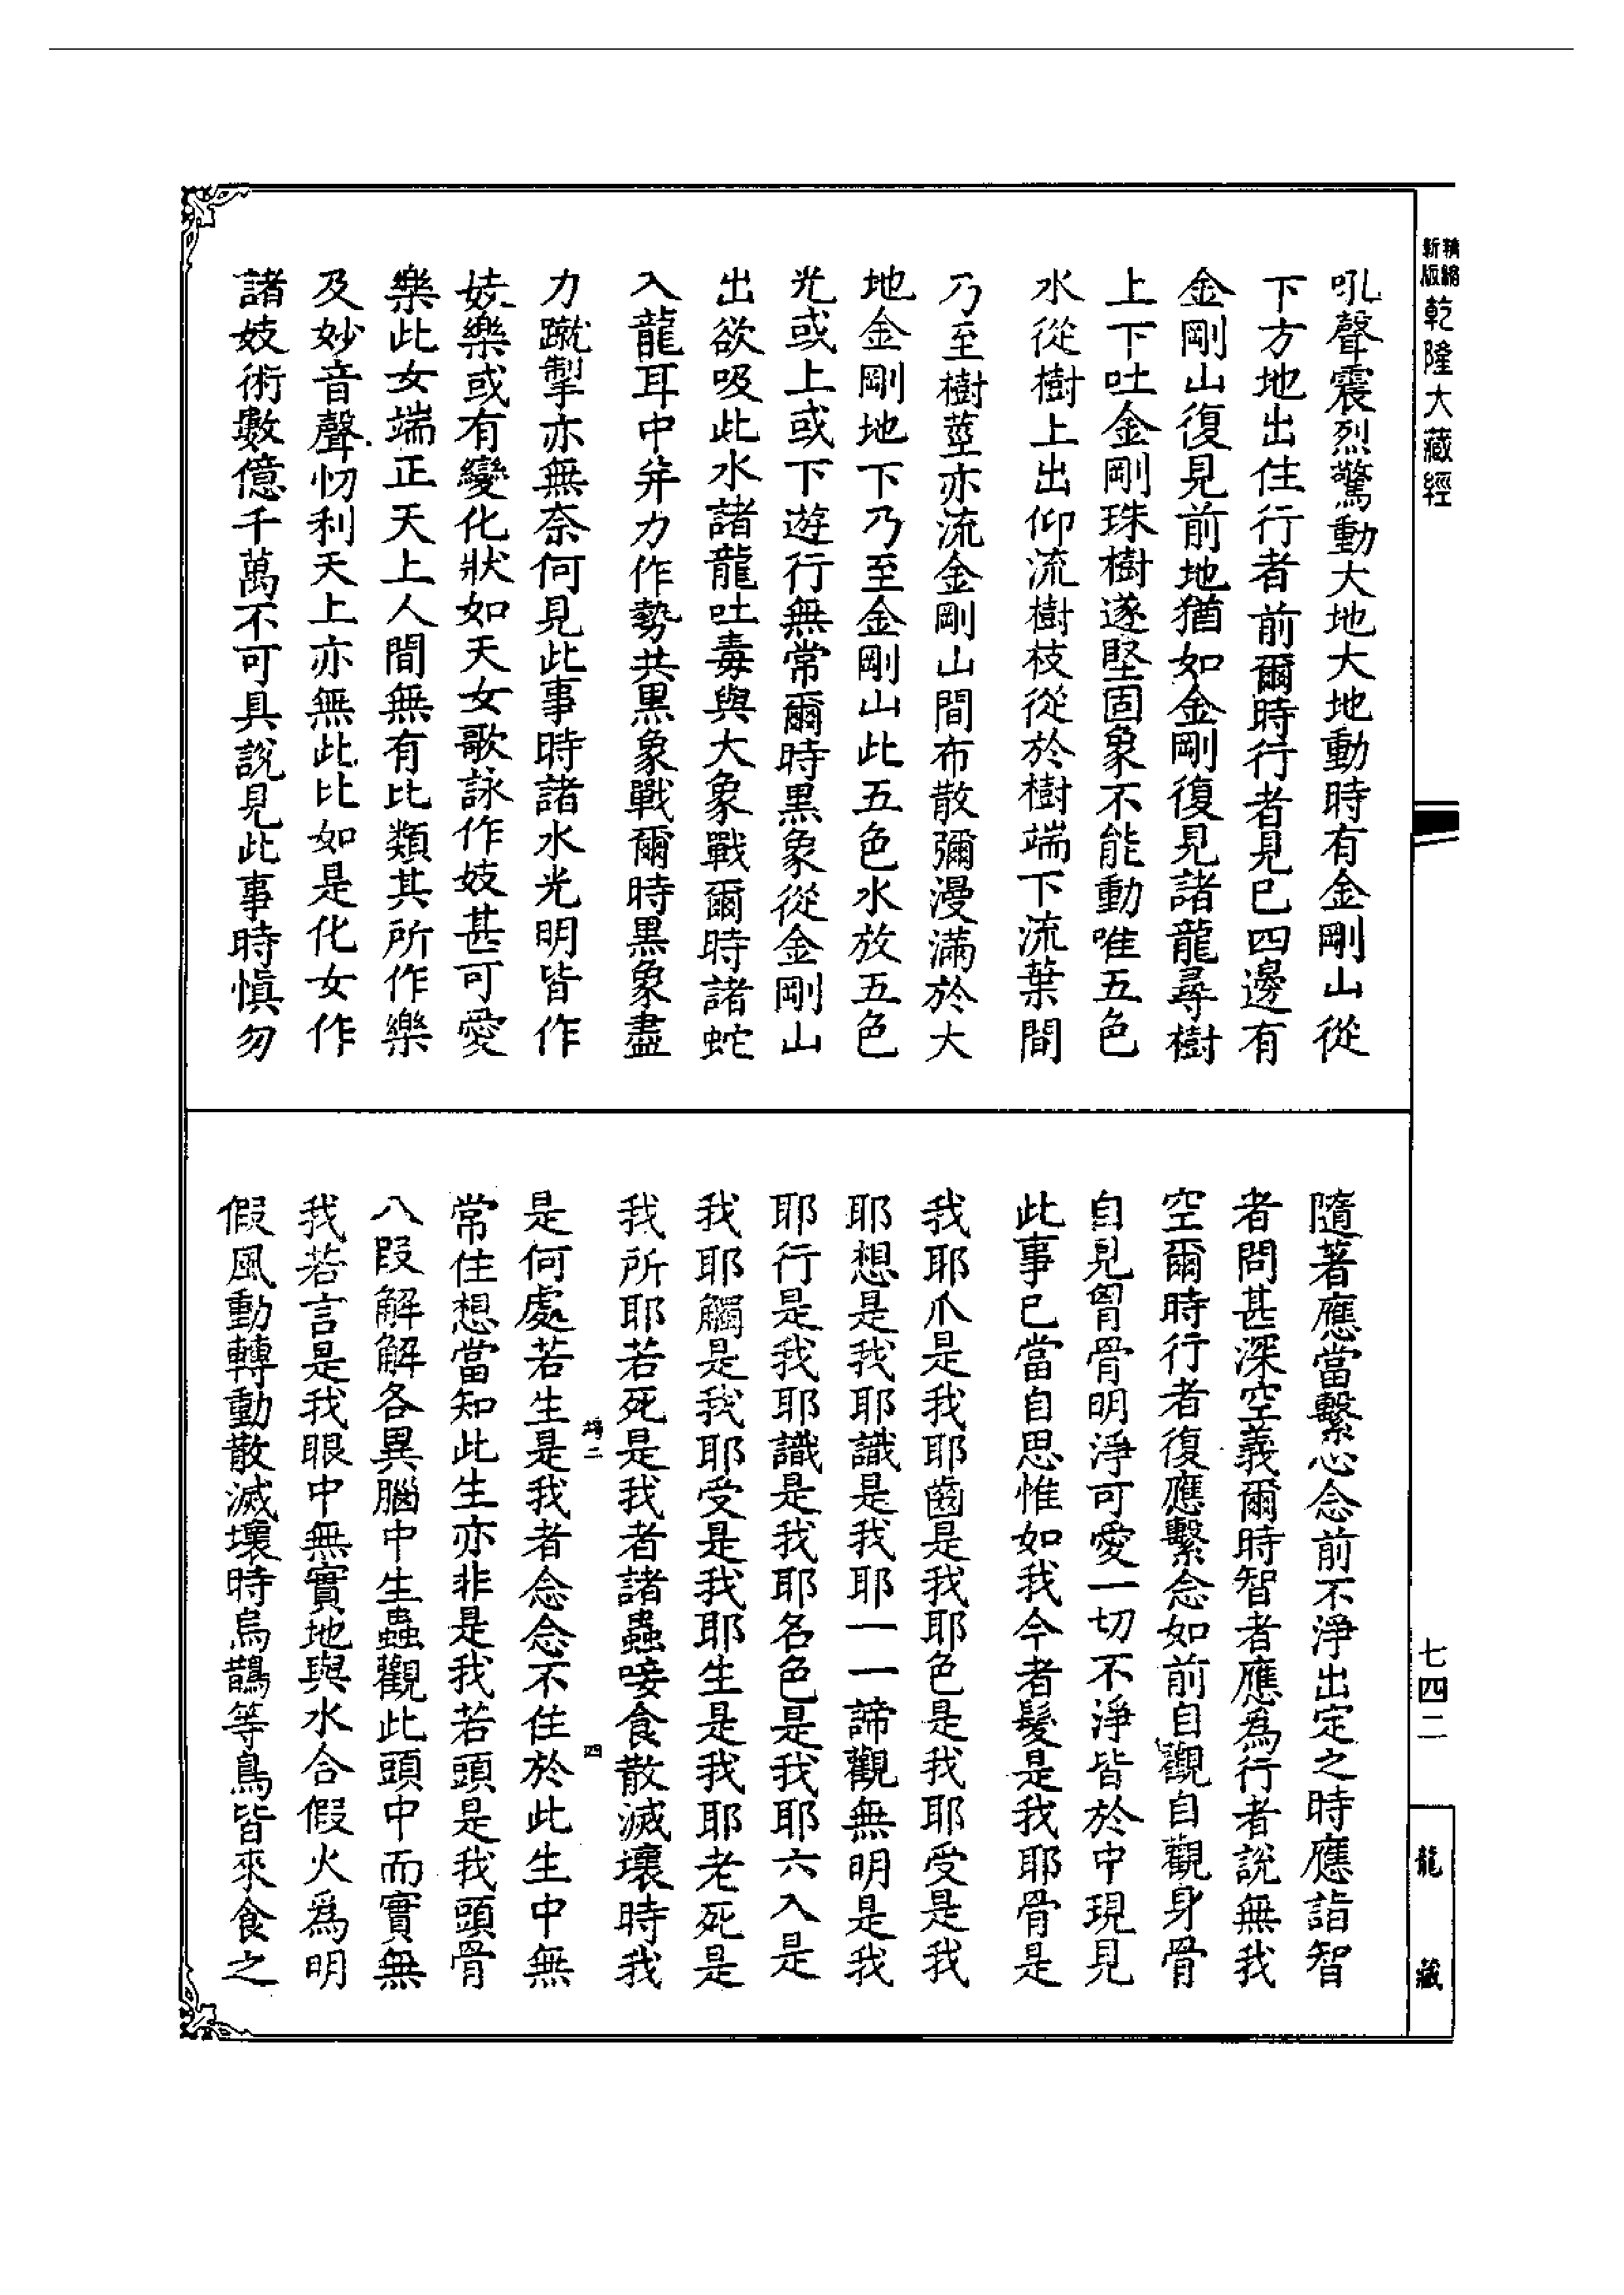 精縮
新版
乾隆大藏經
吼聲震烈驚動大地大地動時有金剛山從
下方地出住行者前爾時行者見已四邊有
金剛山復見前地猶如金剛復見諸龍尋樹
上下吐金剛珠樹遂堅固象不能動唯五色
水從樹上出仰流樹枝從於樹端下流葉間
乃至樹莖亦流金剛山間布散彌漫滿於大
地金剛地下乃至金剛山此五色水放五色
光或上或下遊行無常爾時黑象從金剛山
出欲吸此水諸龍吐毒與大象戰爾時諸蛇
入龍耳中并力作勢共黑象戰爾時黑象盡
力蹴掣亦無奈何見此事時諸水光明皆作
妓樂或有變化狀如天女歌詠作妓甚可愛
樂此女端正天上人間無有比類其所作樂
及妙音聲忉利天上亦無此比如是化女作
諸妓術數億千萬不可具說見此事時慎勿
隨著應當繫心念前不淨出定之時應詣智
者問甚深空義爾時智者應爲行者說無我
空爾時行者復應繫念如前自觀自觀身骨
自見胷骨明淨可愛一切不淨皆於中現見
此事已當自思惟如我今者髮是我耶骨是
我耶爪是我耶齒是我耶色是我耶受是我
耶想是我耶識是我耶一一諦觀無明是我
耶行是我耶識是我耶名色是我耶六入是
我耶觸是我耶受是我耶生是我耶老死是
我所耶若死是我者諸蟲唼食散滅壞時我
是何處若生是我者念念不住於此生中無
常住想當知此生亦非是我若頭是我頭骨
八段解解各異腦中生蟲觀此頭中而實無
我若言是我眼中無實地與水合假火爲明
假風動轉動散滅壞時烏鵲等鳥皆來食之
二
四
七四二
龍藏